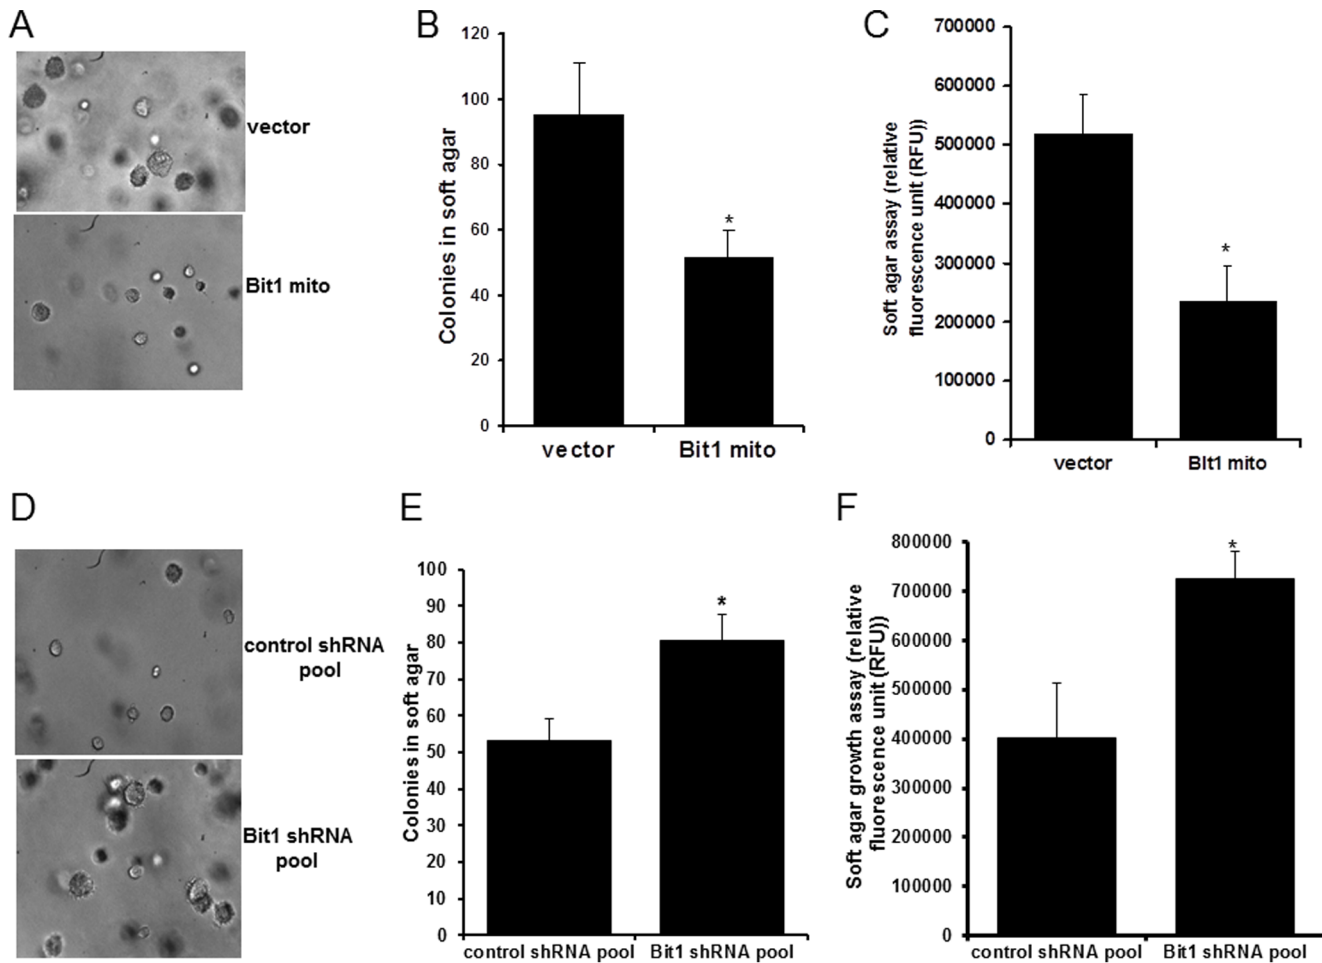 A
vector
Bit1 mito
B
Colonies in soft agar
120
100
80
60
40
20
0
*
vector
Bit1 mito
C
Soft agar assay (relative
fluorescence unit (RFU))
700000
600000
500000
400000
300000
200000
100000
0
*
vector
BIt1 mito
D
control shRNA
pool
Bit1 shRNA
pool
E
Colonies in soft agar
100
90
80
70
60
50
40
30
20
10
0
*
control shRNA pool
Bit1 shRNA pool
F
Soft agar growth assay (relative
fluorescence unit (RFU))
800000
700000
600000
500000
400000
300000
200000
100000
0
*
control shRNA pool
Bit1 shRNA pool